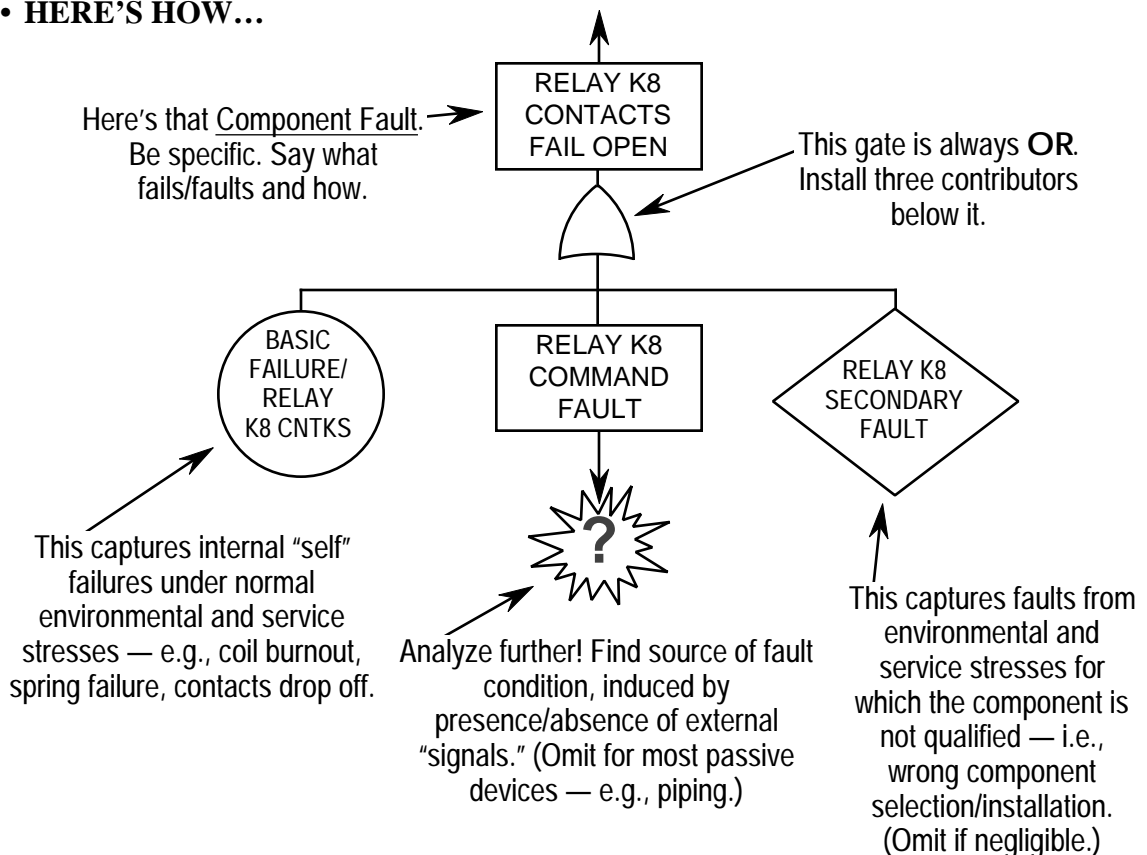 • HERE'S HOW…
RELAY K8
CONTACTS
FAIL OPEN
Here's that Component Fault.
Be specific. Say what
fails/faults and how.
This gate is always OR.
Install three contributors
below it.
BASIC
FAILURE/
RELAY
K8 CNTKS
RELAY K8
COMMAND
FAULT
RELAY K8
SECONDARY
FAULT
?
This captures internal “self”
failures under normal
environmental and service
stresses — e.g., coil burnout,
spring failure, contacts drop off.
Analyze further! Find source of fault
condition, induced by
presence/absence of external
“signals.” (Omit for most passive
devices — e.g., piping.)
This captures faults from
environmental and
service stresses for
which the component is
not qualified — i.e.,
wrong component
selection/installation.
(Omit if negligible.)